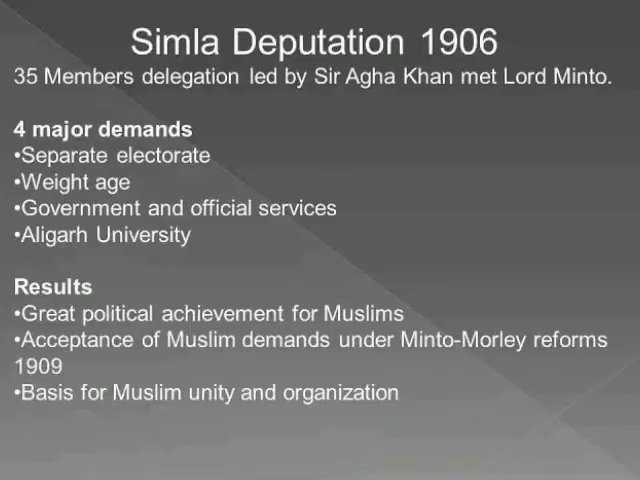 Simla Deputation 1906
35 Members delegation led by Sir Agha Khan met Lord Minto.
4 major demands
•Separate electorate
•Weight age
•Government and official services
•Aligarh University
Results
•Great political achievement for Muslims
•Acceptance of Muslim demands under Minto-Morley reforms
1909
•Basis for Muslim unity and organization